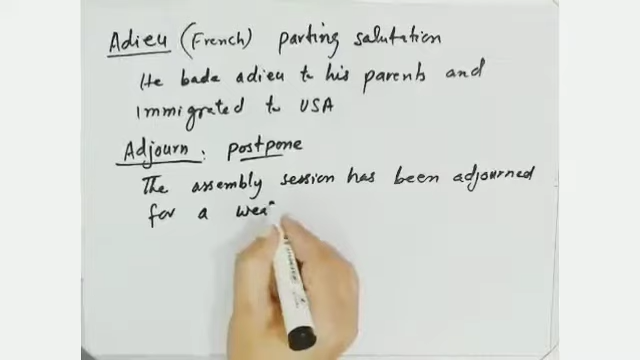 Adieu (French) parting salutation
He bade adieu to his parents and
immigrated to USA
Adjourn: postpone
The assembly session has been adjourned
for a